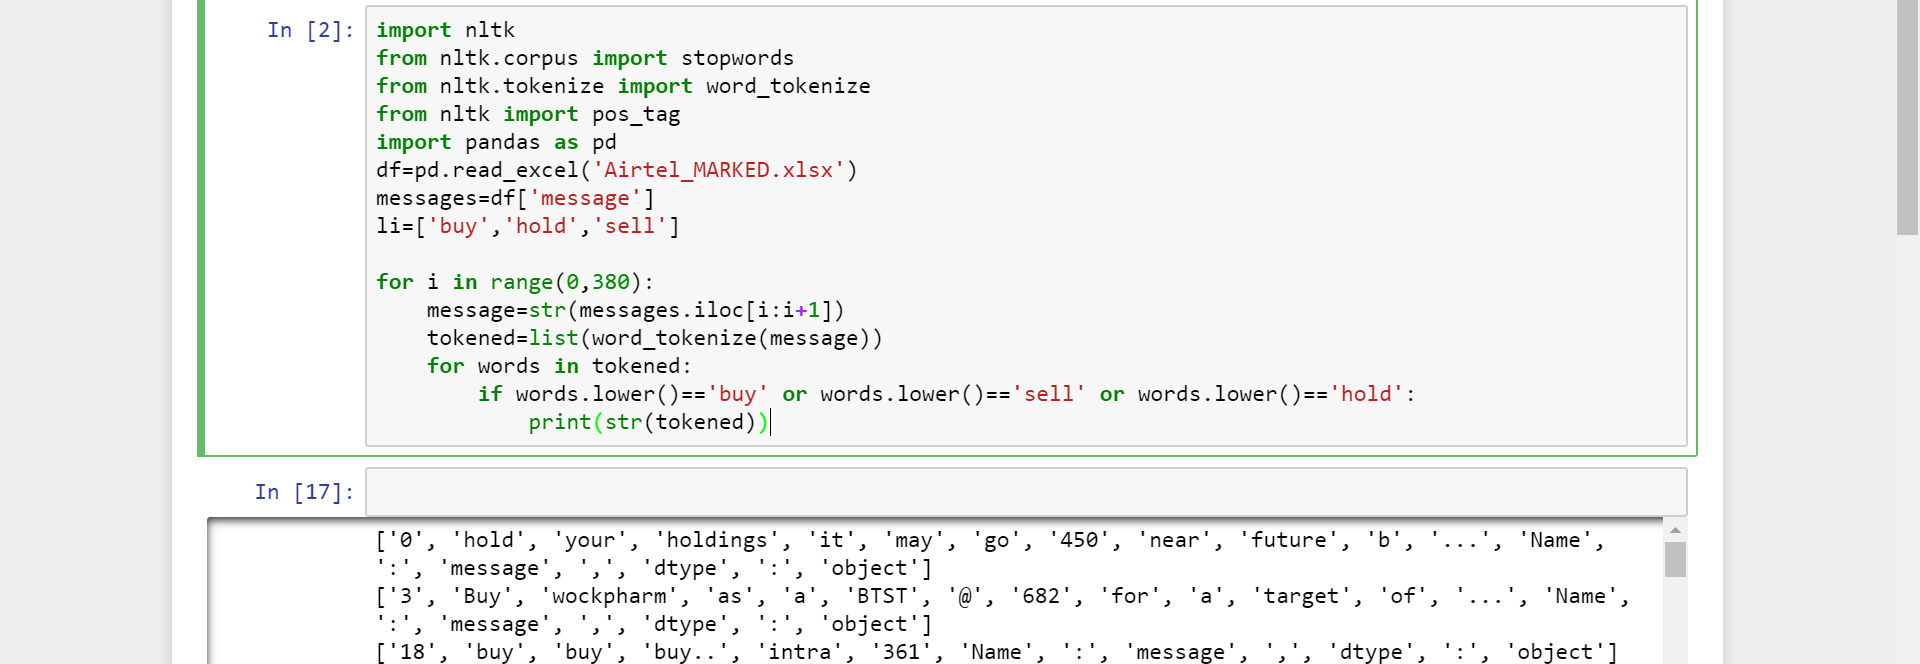 In [2]:
import nltk
from nltk.corpus import stopwords
from nltk.tokenize import word_tokenize
from nltk import pos_tag
import pandas as pd
df=pd.read_excel('Airtel_MARKED.xlsx')
messages=df['message']
li=['buy','hold','sell']
for i in range(0,380):
    message=str(messages.iloc[i:i+1])
    tokened=list(word_tokenize(message))
    for words in tokened:
        if words.lower()=='buy' or words.lower()=='sell' or words.lower()=='hold':
            print(str(tokened))
In [17]:
['0', 'hold', 'your', 'holdings', 'it', 'may', 'go', '450', 'near', 'future', 'b', '...', 'Name',
':', 'message', ',', 'dtype', ':', 'object']
['3', 'Buy', 'wockpharm', 'as', 'a', 'BTST', '@', '682', 'for', 'a', 'target', 'of', '...', 'Name',
':', 'message', ',', 'dtype', ':', 'object']
['18', 'buy', 'buy', 'buy..', 'intra', '361', 'Name', ':', 'message', ',', 'dtype', ':', 'object']